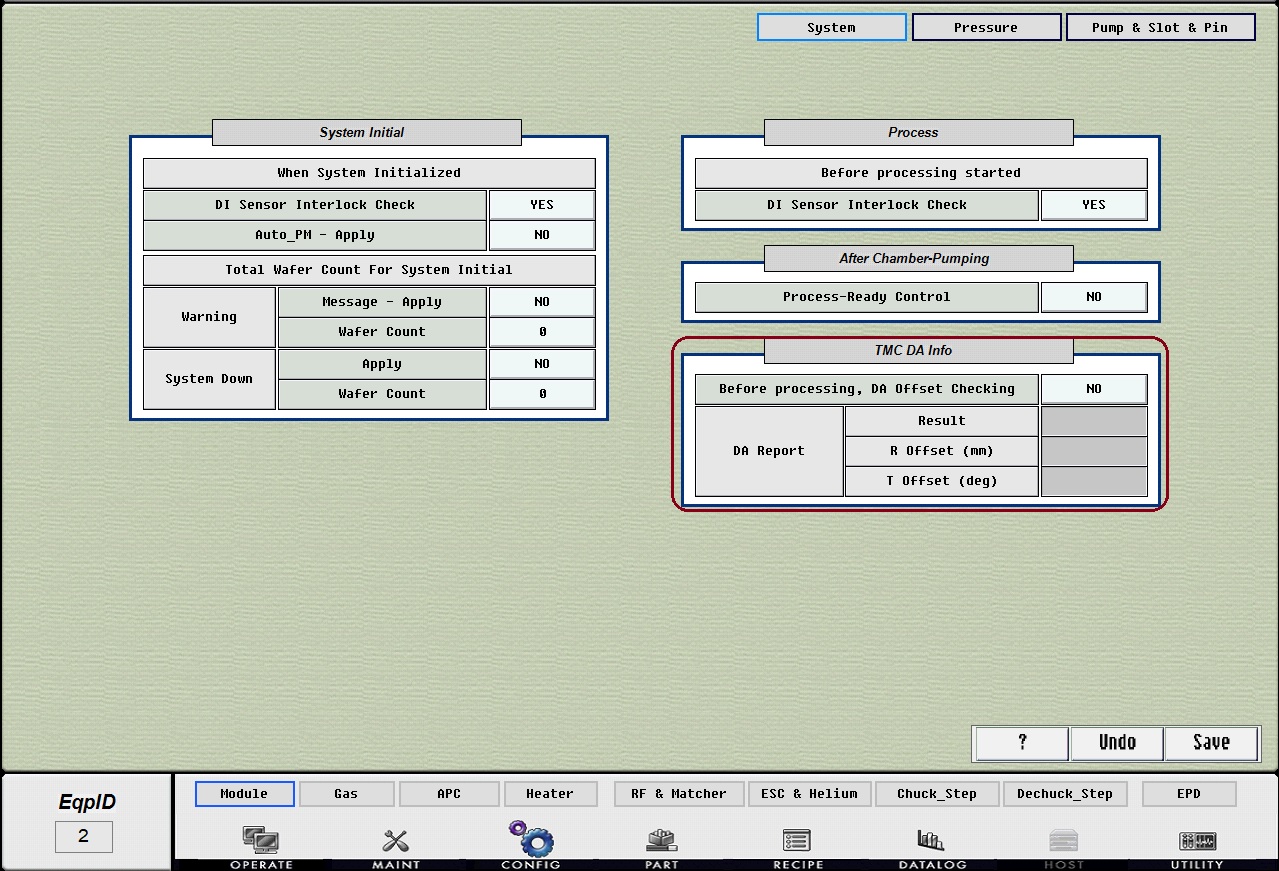 System
Pressure
Pump & Slot & Pin
System Initial
When System Initialized
DI Sensor Interlock Check
YES
Auto_PM - Apply
NO
Total Wafer Count For System Initial
Warning
Message - Apply
NO
Wafer Count
0
System Down
Apply
NO
Wafer Count
0
Process
Before processing started
DI Sensor Interlock Check
YES
After Chamber-Pumping
Process-Ready Control
NO
TMC DA Info
Before processing, DA Offset Checking
NO
DA Report
Result
R Offset (mm)
T Offset (deg)
?
Undo
Save
EqpID
2
Module
Gas
APC
Heater
RF & Matcher
ESC & Helium
Chuck_Step
Dechuck_Step
EPD
OPERATE
MAINT
CONFIG
PART
RECIPE
DATALOG
HOST
UTILITY